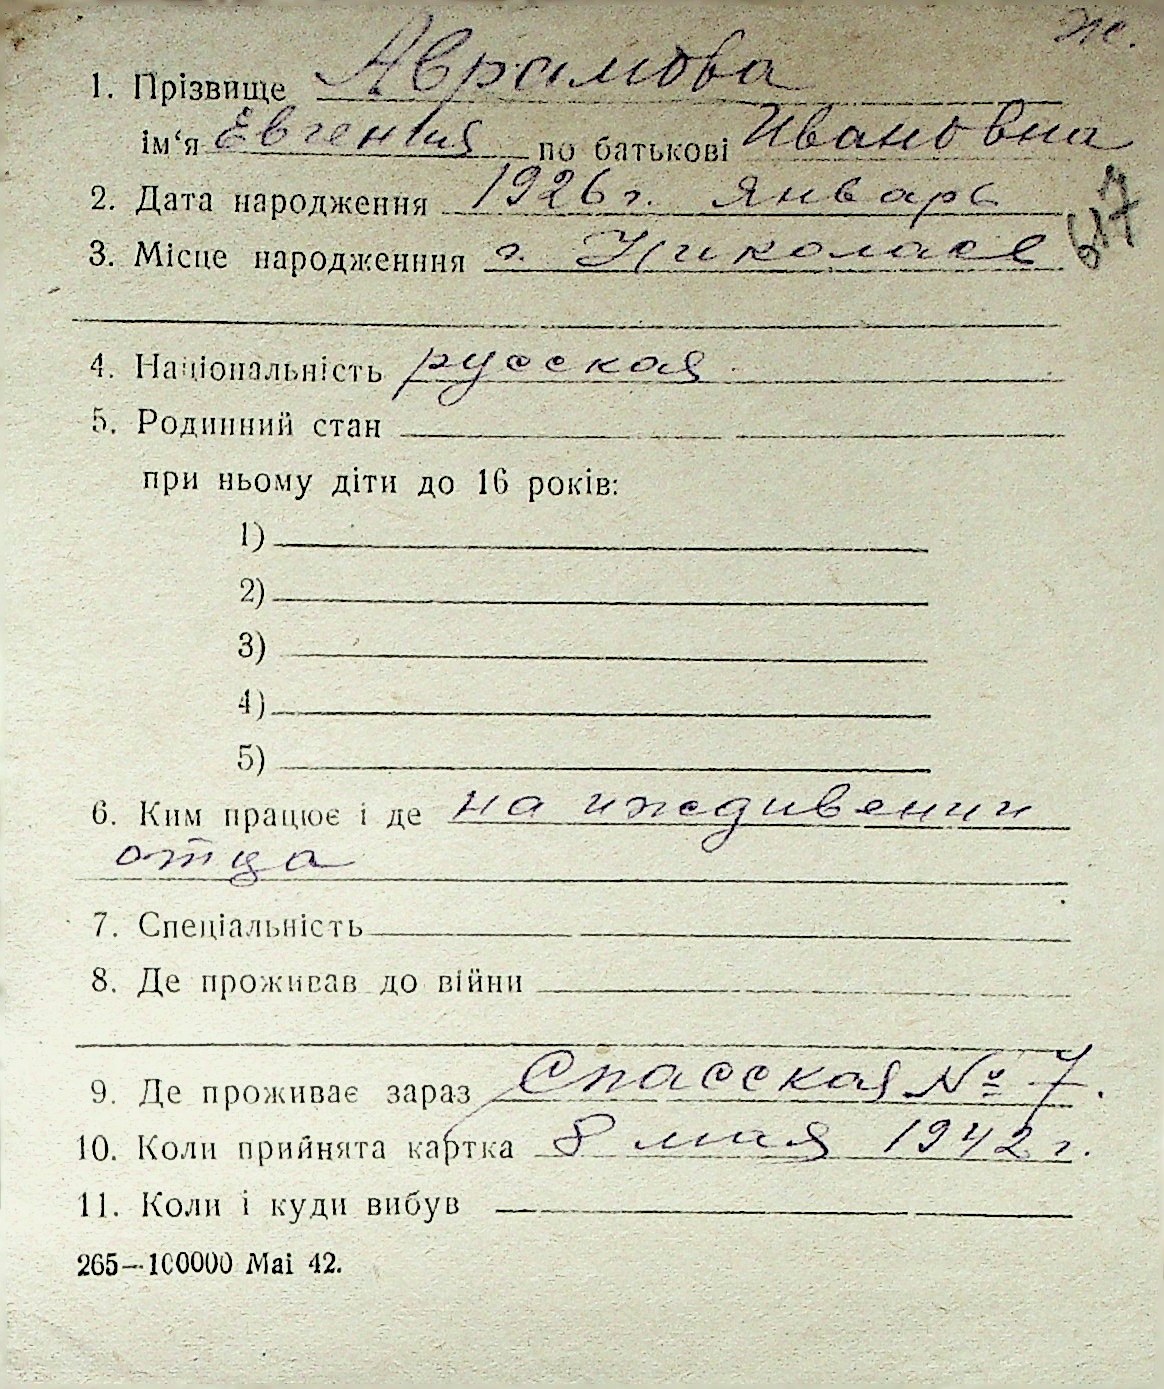 ж.
1. Прізвище Аврамова
ім'я Евгения по батькові Ивановна
2. Дата народження 1926 г. январь
617
3. Місце народженння г. Николаев
4. Національність русская
5. Родинний стан
при ньому діти до 16 років:
1)
2)
3)
4)
5)
6. Ким працює і де на иждивении
отца
7. Спеціальність
8. Де проживав до війни
9. Де проживає зараз Спасская № 7.
10. Коли прийнята картка 8 мая 1942 г.
11. Коли і куди вибув
265—100000 Mai 42.